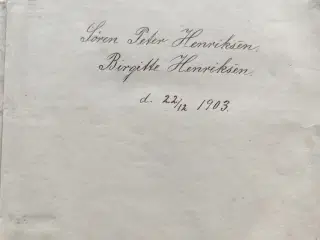 Søren Peter Henriksen.
Birgitte Henriksen.
d. 22/12 1903.